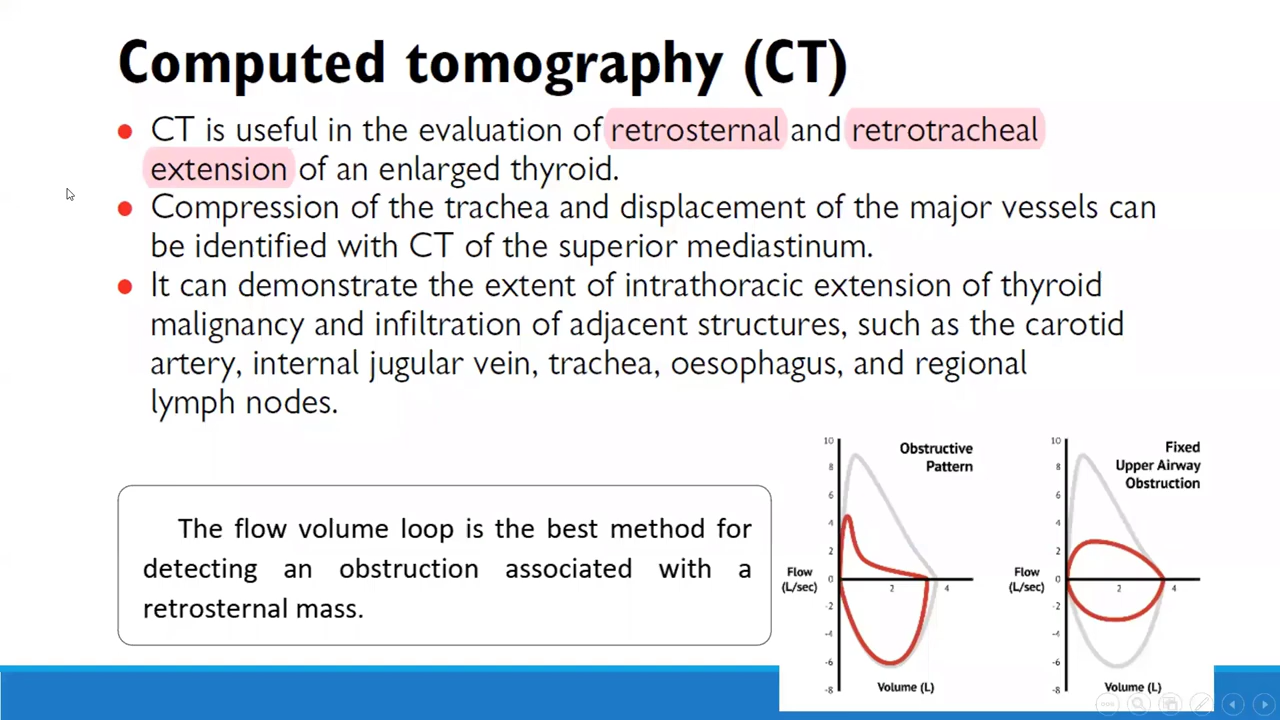 Computed tomography (CT)
• CT is useful in the evaluation of retrosternal and retrotracheal
extension of an enlarged thyroid.
• Compression of the trachea and displacement of the major vessels can
be identified with CT of the superior mediastinum.
• It can demonstrate the extent of intrathoracic extension of thyroid
malignancy and infiltration of adjacent structures, such as the carotid
artery, internal jugular vein, trachea, oesophagus, and regional
lymph nodes.
The flow volume loop is the best method for
detecting an obstruction associated with a
retrosternal mass.
Obstructive
Pattern
10
8
6
4
2
0
-2
-4
-6
-8
Flow
(L/sec)
2
4
Volume (L)
Fixed
Upper Airway
Obstruction
10
8
6
4
2
0
-2
-4
-6
-8
Flow
(L/sec)
2
4
Volume (L)